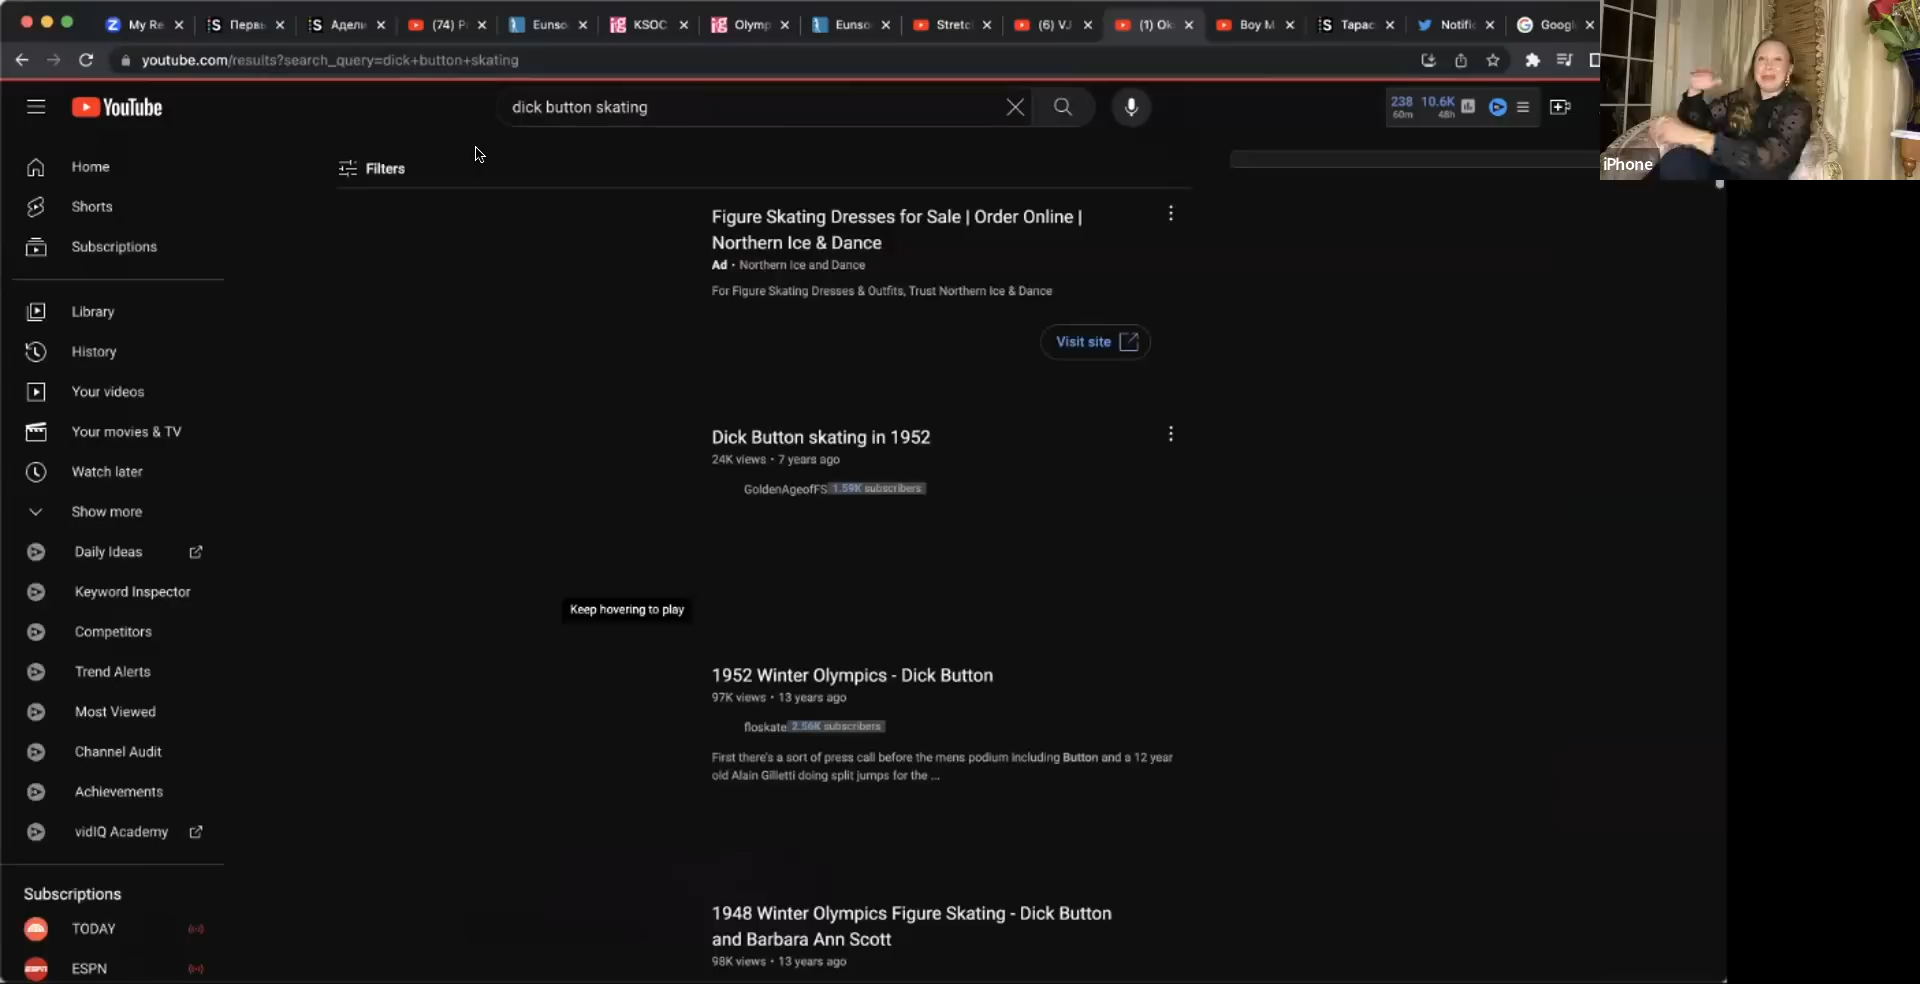 My Re
Первь
Адели
(74) P
Eunso
KSOC
Olymp
Eunso
Stretc
(6) VJ
(1) Ok
Boy M
Тарас
Notific
Googl
youtube.com/results?search_query=dick+button+skating
YouTube
dick button skating
238 10.6K
60m 48h
iPhone
Home
Shorts
Subscriptions
Library
History
Your videos
Your movies & TV
Watch later
Show more
Daily Ideas
Keyword Inspector
Competitors
Trend Alerts
Most Viewed
Channel Audit
Achievements
vidIQ Academy
Subscriptions
TODAY
ESPN
Filters
Figure Skating Dresses for Sale | Order Online |
Northern Ice & Dance
Ad · Northern Ice and Dance
For Figure Skating Dresses & Outfits, Trust Northern Ice & Dance
Visit site
Dick Button skating in 1952
24K views · 7 years ago
GoldenAgeofFS 1.59K subscribers
Keep hovering to play
1952 Winter Olympics - Dick Button
97K views · 13 years ago
floskate 2.56K subscribers
First there's a sort of press call before the mens podium including Button and a 12 year
old Alain Gilletti doing split jumps for the ...
1948 Winter Olympics Figure Skating - Dick Button
and Barbara Ann Scott
98K views · 13 years ago